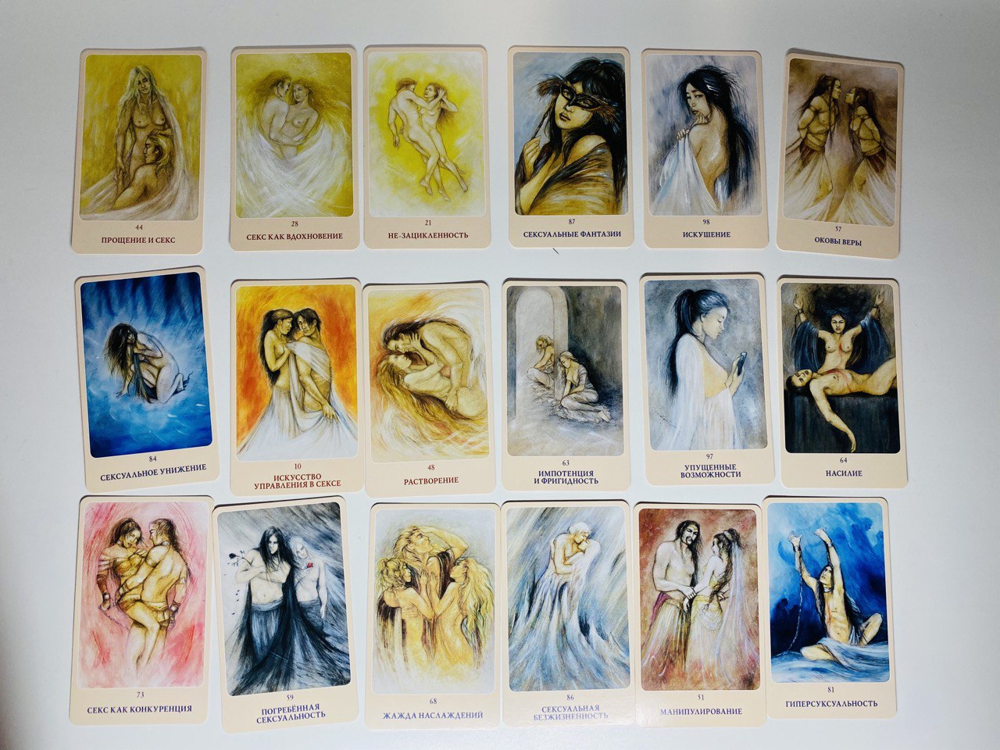 44
ПРОЩЕНИЕ И СЕКС
28
СЕКС КАК ВДОХНОВЕНИЕ
21
НЕ-ЗАЦИКЛЕННОСТЬ
87
СЕКСУАЛЬНЫЕ ФАНТАЗИИ
98
ИСКУШЕНИЕ
57
ОКОВЫ ВЕРЫ
84
СЕКСУАЛЬНОЕ УНИЖЕНИЕ
10
ИСКУССТВО
УПРАВЛЕНИЯ В СЕКСЕ
48
РАСТВОРЕНИЕ
63
ИМПОТЕНЦИЯ
И ФРИГИДНОСТЬ
97
УПУЩЕННЫЕ
ВОЗМОЖНОСТИ
64
НАСИЛИЕ
73
СЕКС КАК КОНКУРЕНЦИЯ
59
ПОГРЕБЁННАЯ
СЕКСУАЛЬНОСТЬ
68
ЖАЖДА НАСЛАЖДЕНИЙ
86
СЕКСУАЛЬНАЯ
БЕЗЖИЗНЕННОСТЬ
51
МАНИПУЛИРОВАНИЕ
81
ГИПЕРСУКСУАЛЬНОСТЬ